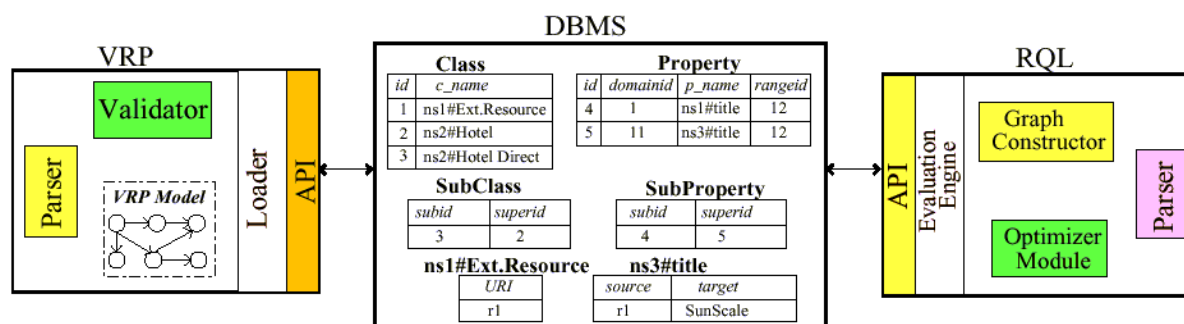 VRP
DBMS
RQL
Validator
Parser
VRP Model
Loader
API
Class
id c_name
1 ns1#Ext.Resource
2 ns2#Hotel
3 ns2#Hotel Direct
Property
id domainid p_name rangeid
4 1 ns1#title 12
5 11 ns3#title 12
SubClass
subid superid
3 2
SubProperty
subid superid
4 5
ns1#Ext.Resource
URI
r1
ns3#title
source target
r1 SunScale
API
Evaluation
Engine
Graph
Constructor
Optimizer
Module
Parser